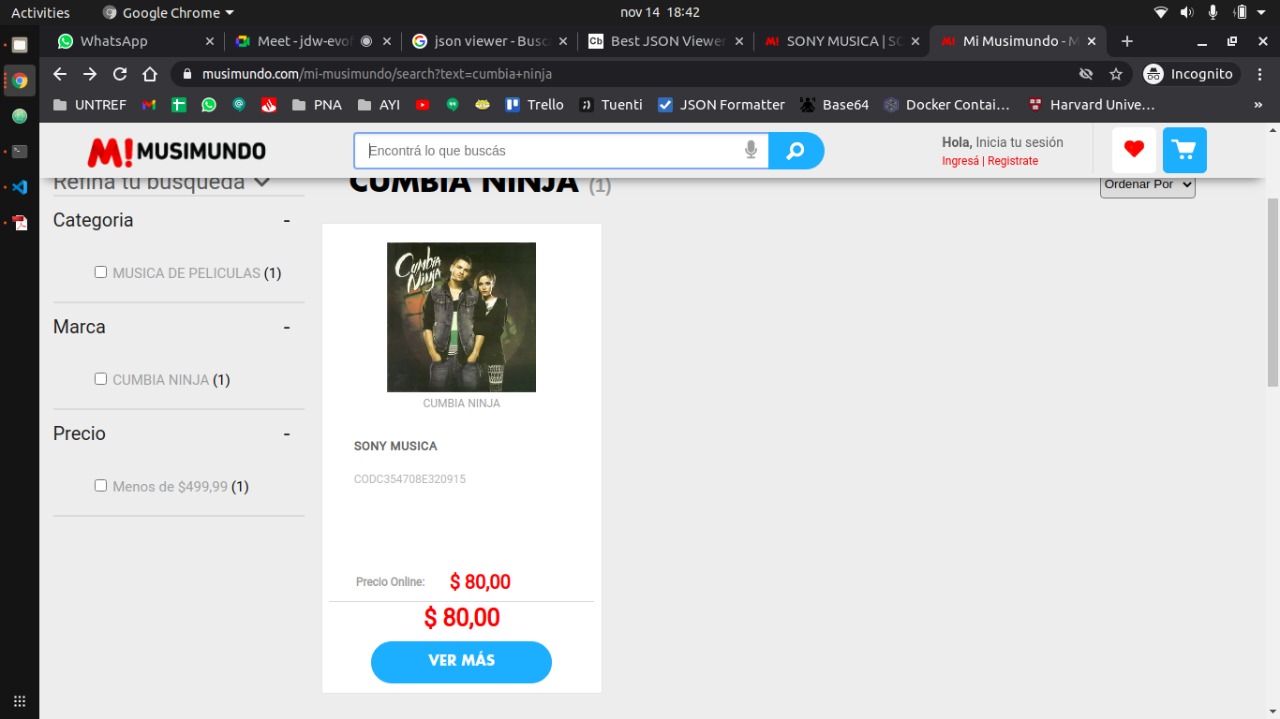 Activities
Google Chrome
nov 14 18:42
WhatsApp
Meet - jdw-evo
json viewer - Busc
Best JSON Viewer
SONY MUSICA | SO
Mi Musimundo - M
musimundo.com/mi-musimundo/search?text=cumbia+ninja
Incognito
UNTREF
PNA
AYI
Trello
Tuenti
JSON Formatter
Base64
Docker Contai…
Harvard Unive…
»
M! MUSIMUNDO
Encontrá lo que buscás
Hola, Inicia tu sesión
Ingresá | Registrate
Refina tu búsqueda
CUMBIA NINJA (1)
Ordenar Por
Categoria -
MUSICA DE PELICULAS (1)
Marca -
CUMBIA NINJA (1)
Precio -
Menos de $499,99 (1)
Cumbia Ninja
CUMBIA NINJA
SONY MUSICA
CODC354708E320915
Precio Online: $ 80,00
$ 80,00
VER MÁS